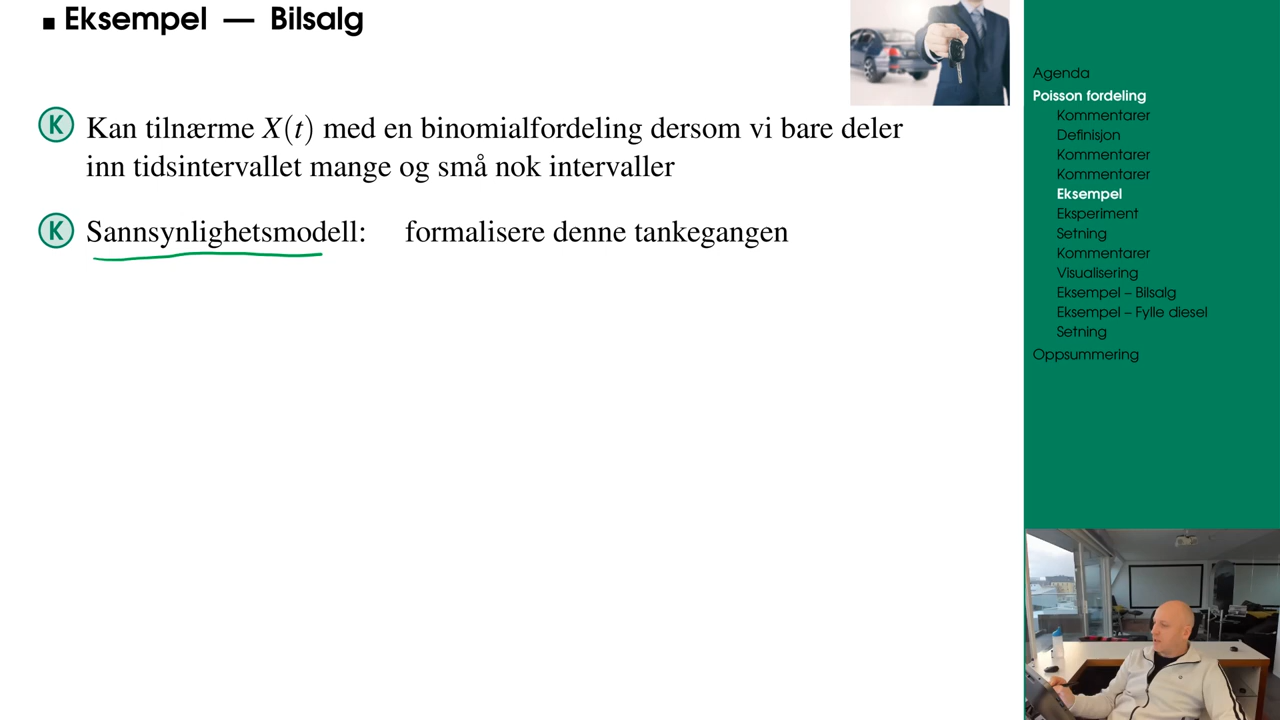 Eksempel — Bilsalg
K Kan tilnærme X(t) med en binomialfordeling dersom vi bare deler
inn tidsintervallet mange og små nok intervaller
K Sannsynlighetsmodell: formalisere denne tankegangen
Agenda
Poisson fordeling
Kommentarer
Definisjon
Kommentarer
Kommentarer
Eksempel
Eksperiment
Setning
Kommentarer
Visualisering
Eksempel – Bilsalg
Eksempel – Fylle diesel
Setning
Oppsummering